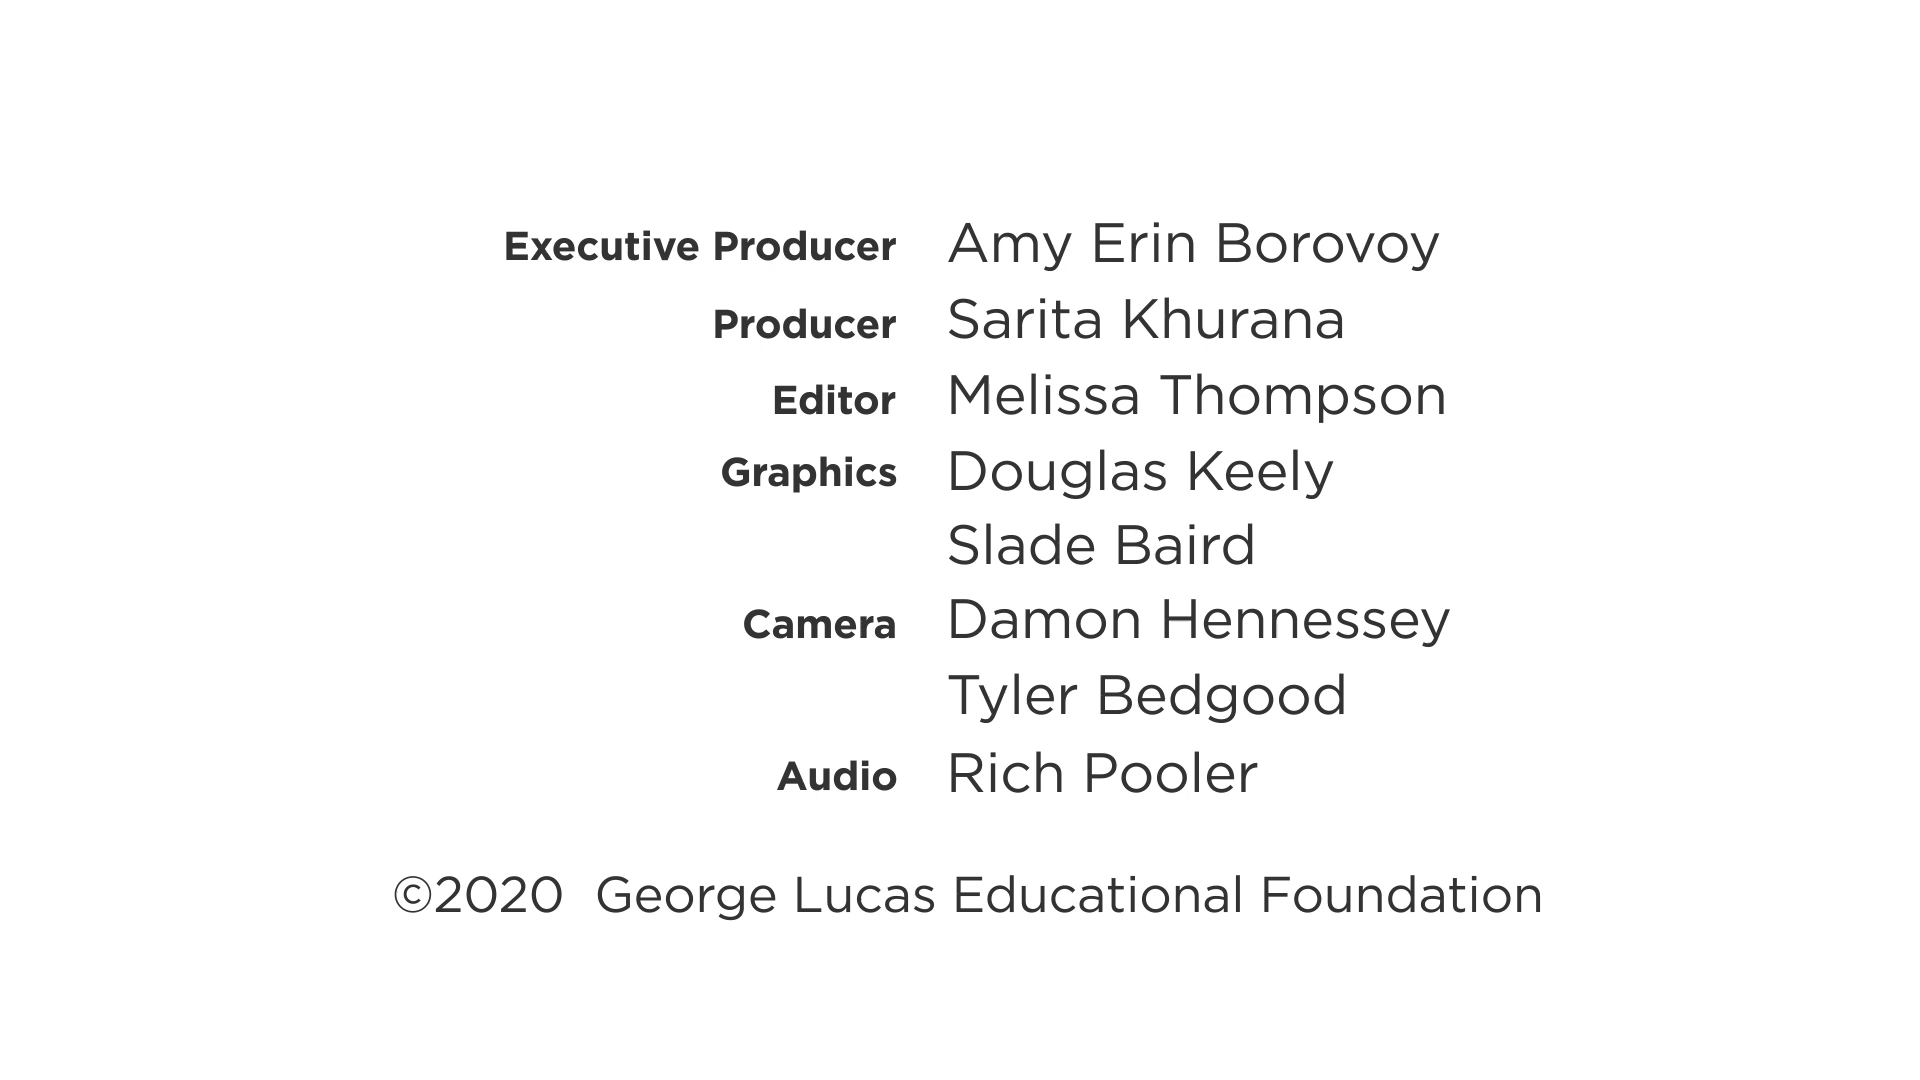 Executive Producer Amy Erin Borovoy
Producer Sarita Khurana
Editor Melissa Thompson
Graphics Douglas Keely
Slade Baird
Camera Damon Hennessey
Tyler Bedgood
Audio Rich Pooler
©2020 George Lucas Educational Foundation